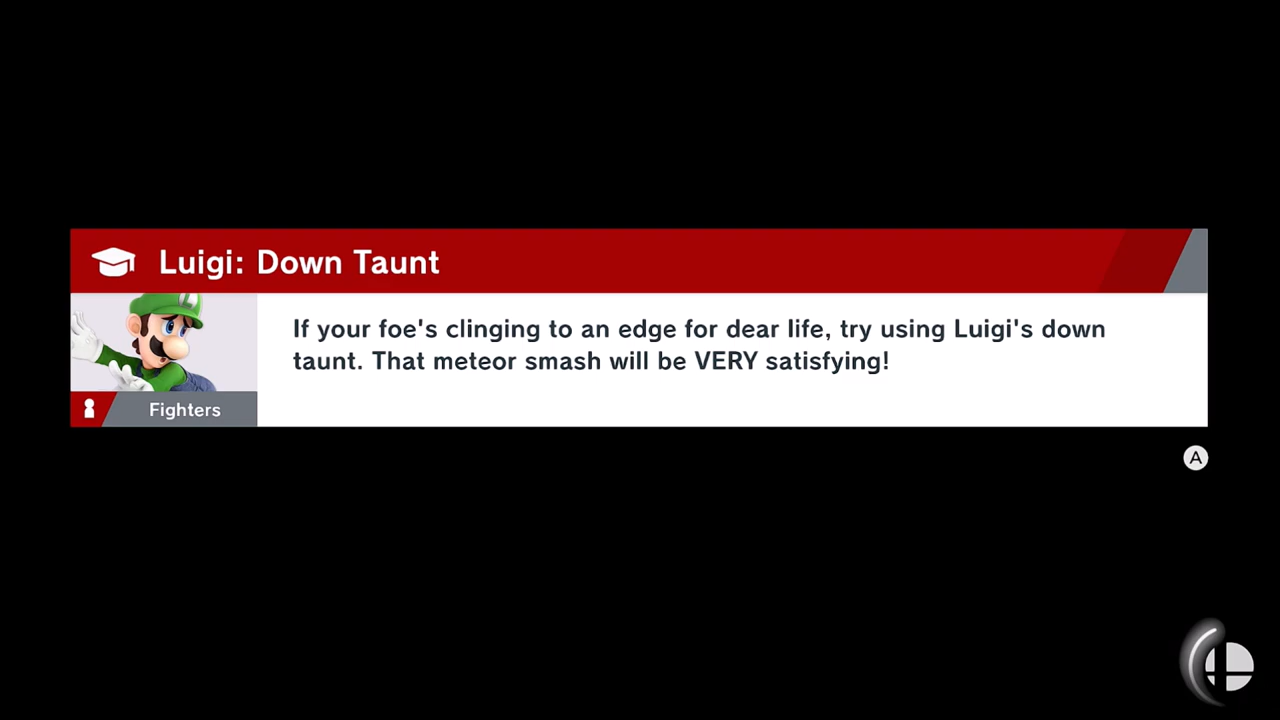 Luigi: Down Taunt
If your foe's clinging to an edge for dear life, try using Luigi's down
taunt. That meteor smash will be VERY satisfying!
Fighters
A